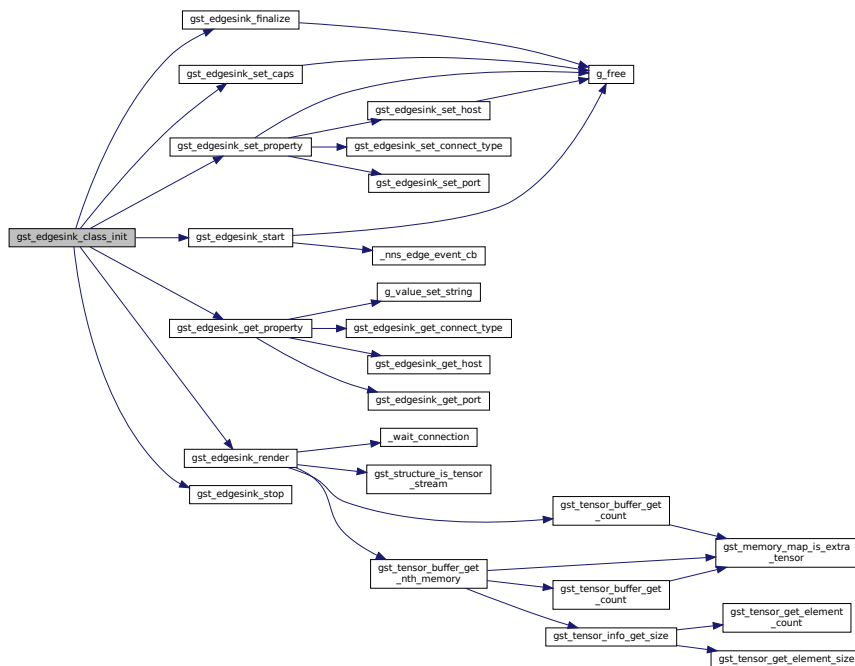 gst_edgesink_finalize
gst_edgesink_set_caps
g_free
gst_edgesink_set_host
gst_edgesink_set_property
gst_edgesink_set_connect_type
gst_edgesink_set_port
gst_edgesink_class_init
gst_edgesink_start
_nns_edge_event_cb
g_value_set_string
gst_edgesink_get_property
gst_edgesink_get_connect_type
gst_edgesink_get_host
gst_edgesink_get_port
_wait_connection
gst_edgesink_render
gst_structure_is_tensor
_stream
gst_edgesink_stop
gst_tensor_buffer_get
_count
gst_memory_map_is_extra
_tensor
gst_tensor_buffer_get
_nth_memory
gst_tensor_buffer_get
_count
gst_tensor_get_element
_count
gst_tensor_info_get_size
gst_tensor_get_element_size